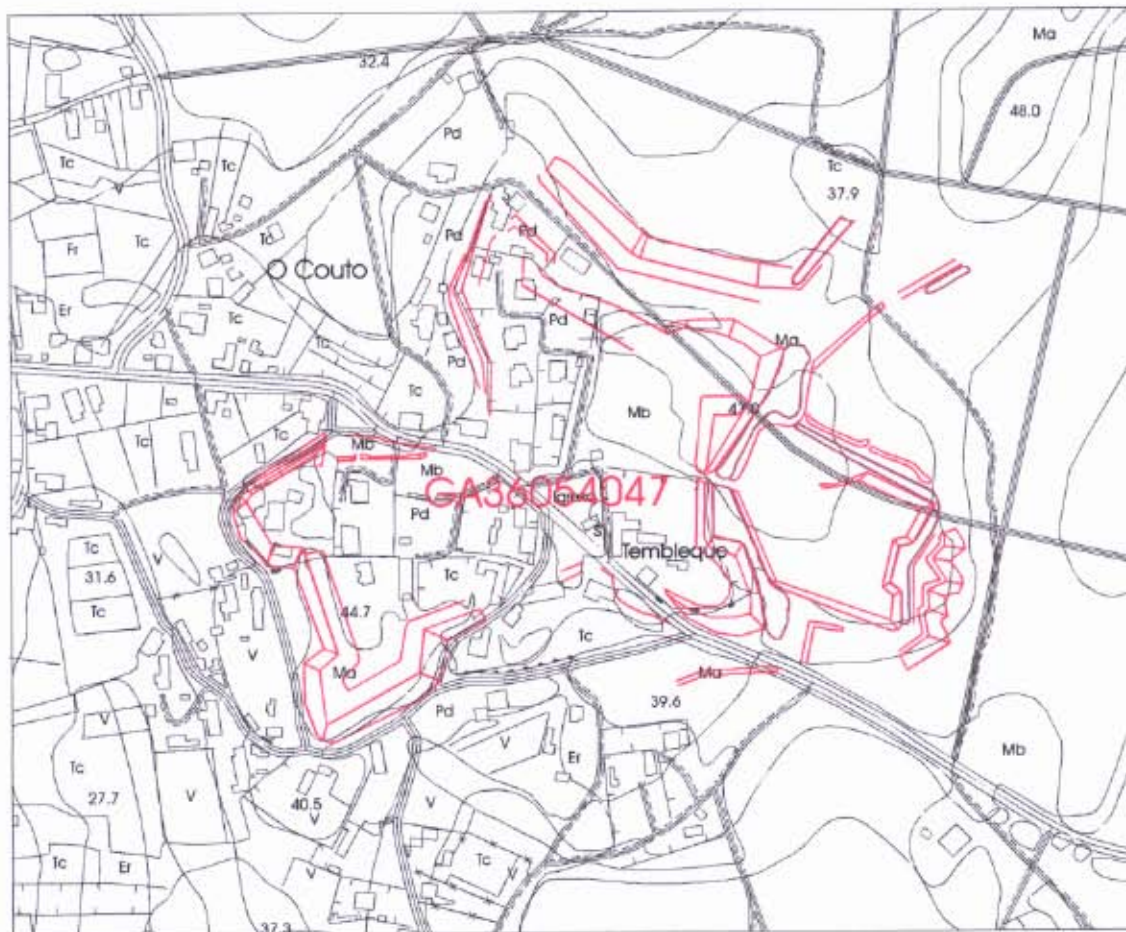 Ma
32.4
48.0
Pd
Tc
Tc
Tc
37.9
V
Fr
Tc
Td
Pd
Pd
O Couto
Er
Tc
Pd
Ma
Tc
Pd
Tc
Mb
47.0
Tc
Tc
Mb
Mb
GA36054047
Pd
Igrexa
S
Tembleque
Tc
V
Tc
31.6
Tc
44.7
Tc
V
Ma
Ma
39.6
Pd
V
V
Er
Mb
Tc
27.7
V
40.5
V
V
V
Tc
Er
Tc
V
37.3